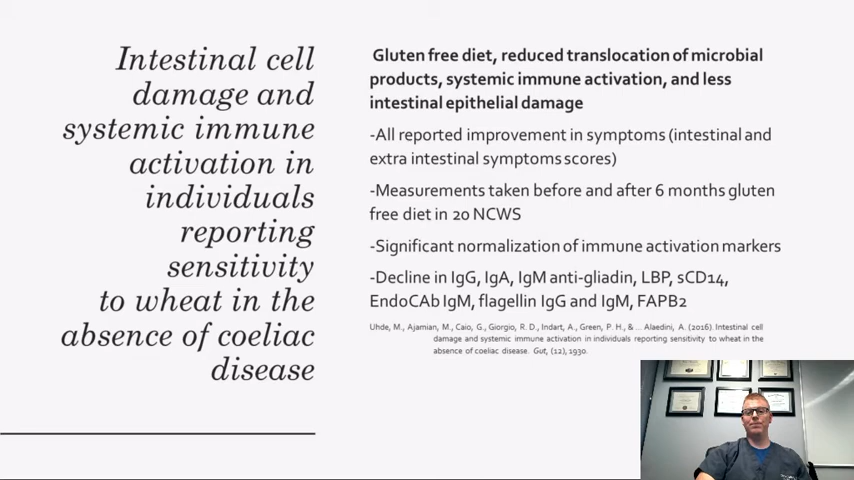 Intestinal cell
damage and
systemic immune
activation in
individuals
reporting
sensitivity
to wheat in the
absence of coeliac
disease
Gluten free diet, reduced translocation of microbial
products, systemic immune activation, and less
intestinal epithelial damage
-All reported improvement in symptoms (intestinal and
extra intestinal symptoms scores)
-Measurements taken before and after 6 months gluten
free diet in 20 NCWS
-Significant normalization of immune activation markers
-Decline in IgG, IgA, IgM anti-gliadin, LBP, sCD14,
EndoCAb IgM, flagellin IgG and IgM, FAPB2
Uhde, M., Ajamian, M., Caio, G., Giorgio, R. D., Indart, A., Green, P. H., & ... Alaedini, A. (2016). Intestinal cell
damage and systemic immune activation in individuals reporting sensitivity to wheat in the
absence of coeliac disease. Gut, (12), 1930.